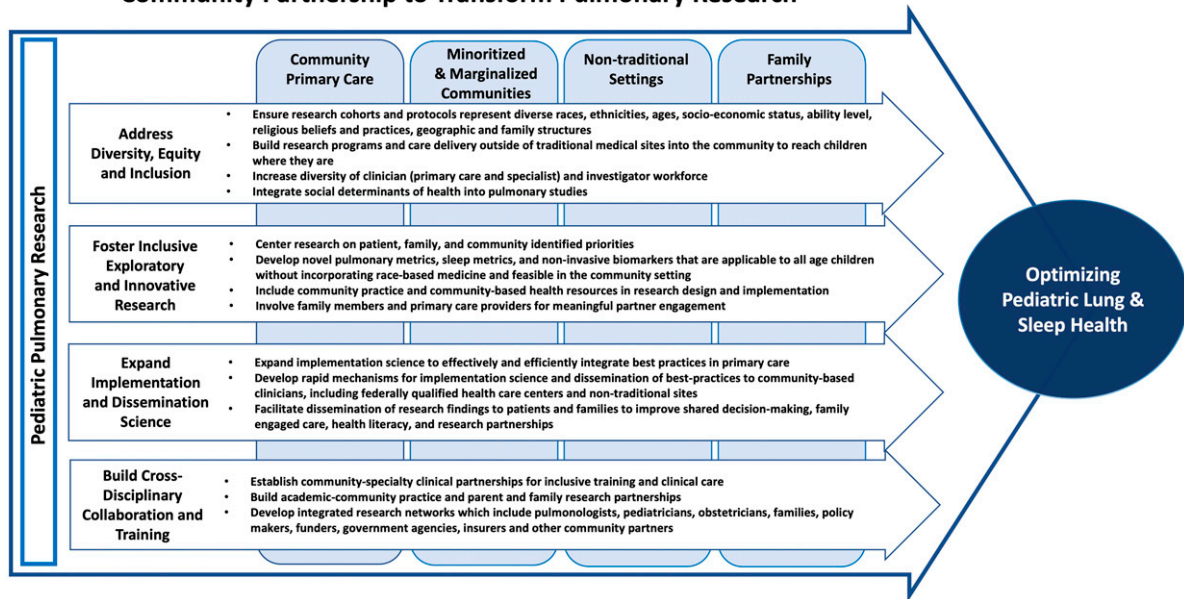 Community Partnership to Transform Pulmonary Research
Community
Primary Care
Minoritized
& Marginalized
Communities
Non-traditional
Settings
Family
Partnerships
Pediatric Pulmonary Research
Address
Diversity, Equity
and Inclusion
• Ensure research cohorts and protocols represent diverse races, ethnicities, ages, socio-economic status, ability level,
religious beliefs and practices, geographic and family structures
• Build research programs and care delivery outside of traditional medical sites into the community to reach children
where they are
• Increase diversity of clinician (primary care and specialist) and investigator workforce
• Integrate social determinants of health into pulmonary studies
Foster Inclusive
Exploratory
and Innovative
Research
• Center research on patient, family, and community identified priorities
• Develop novel pulmonary metrics, sleep metrics, and non-invasive biomarkers that are applicable to all age children
without incorporating race-based medicine and feasible in the community setting
• Include community practice and community-based health resources in research design and implementation
• Involve family members and primary care providers for meaningful partner engagement
Expand
Implementation
and Dissemination
Science
• Expand implementation science to effectively and efficiently integrate best practices in primary care
• Develop rapid mechanisms for implementation science and dissemination of best-practices to community-based
clinicians, including federally qualified health care centers and non-traditional sites
• Facilitate dissemination of research findings to patients and families to improve shared decision-making, family
engaged care, health literacy, and research partnerships
Build Cross-
Disciplinary
Collaboration and
Training
• Establish community-specialty clinical partnerships for inclusive training and clinical care
• Build academic-community practice and parent and family research partnerships
• Develop integrated research networks which include pulmonologists, pediatricians, obstetricians, families, policy
makers, funders, government agencies, insurers and other community partners
Optimizing
Pediatric Lung &
Sleep Health